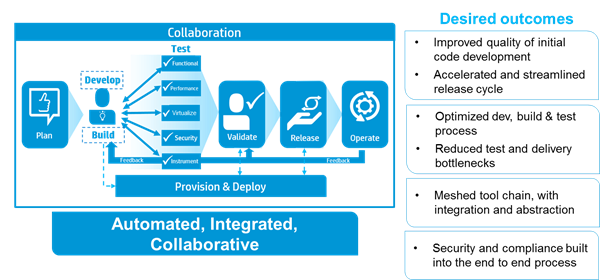 Collaboration
Test
Develop
Build
Plan
Functional
Performance
Virtualize
Security
Instrument
Validate
Release
Operate
Feedback
Feedback
Provision & Deploy
Automated, Integrated,
Collaborative
Desired outcomes
• Improved quality of initial
code development
• Accelerated and streamlined
release cycle
• Optimized dev, build & test
process
• Reduced test and delivery
bottlenecks
• Meshed tool chain, with
integration and abstraction
• Security and compliance built
into the end to end process